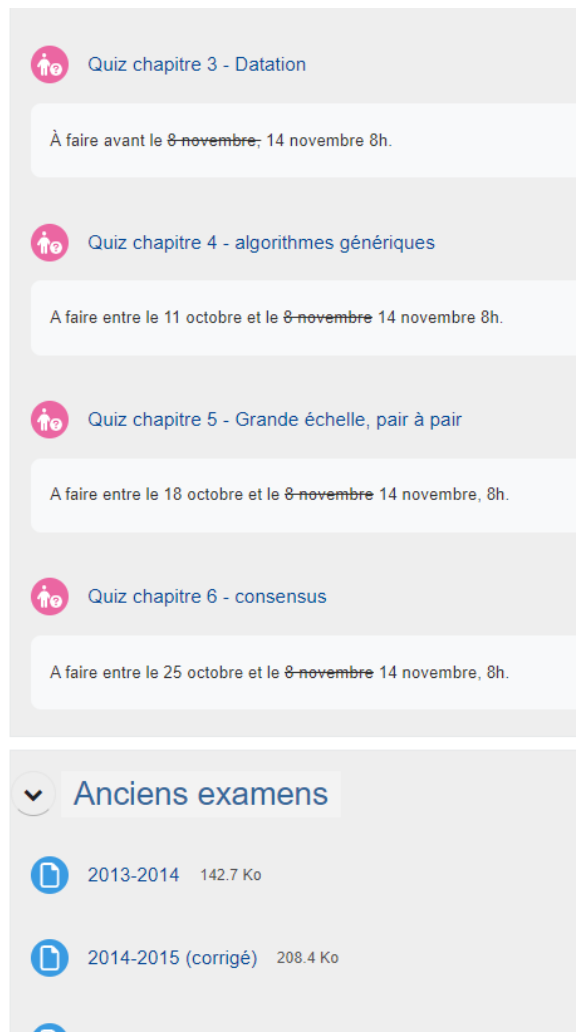 Quiz chapitre 3 - Datation
À faire avant le 8 novembre, 14 novembre 8h.
Quiz chapitre 4 - algorithmes génériques
A faire entre le 11 octobre et le 8 novembre 14 novembre 8h.
Quiz chapitre 5 - Grande échelle, pair à pair
A faire entre le 18 octobre et le 8 novembre 14 novembre, 8h.
Quiz chapitre 6 - consensus
A faire entre le 25 octobre et le 8 novembre 14 novembre, 8h.
Anciens examens
2013-2014 142.7 Ko
2014-2015 (corrigé) 208.4 Ko